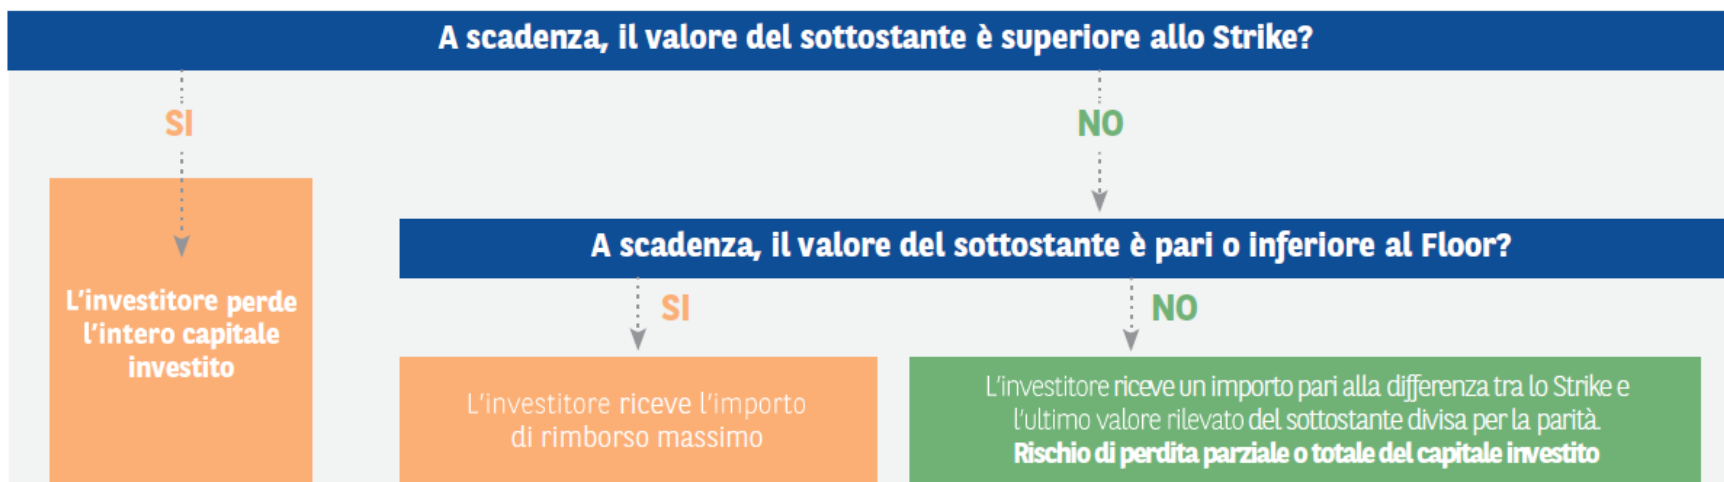 A scadenza, il valore del sottostante è superiore allo Strike?
SI
NO
L'investitore perde
l'intero capitale
investito
A scadenza, il valore del sottostante è pari o inferiore al Floor?
SI
NO
L'investitore riceve l'importo
di rimborso massimo
L'investitore riceve un importo pari alla differenza tra lo Strike e
l'ultimo valore rilevato del sottostante divisa per la parità.
Rischio di perdita parziale o totale del capitale investito